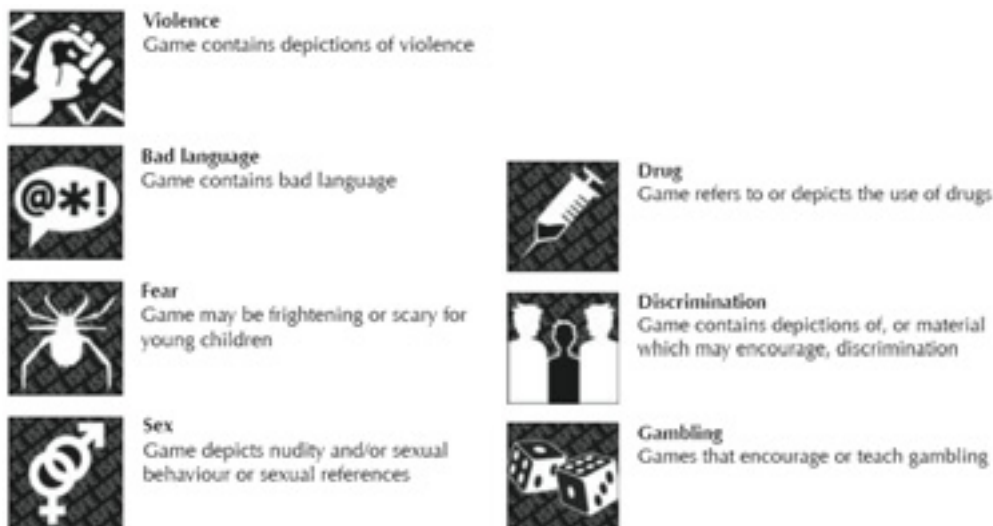 Violence
Game contains depictions of violence
@*!
Bad language
Game contains bad language
Fear
Game may be frightening or scary for
young children
Sex
Game depicts nudity and/or sexual
behaviour or sexual references
Drug
Game refers to or depicts the use of drugs
Discrimination
Game contains depictions of, or material
which may encourage, discrimination
Gambling
Games that encourage or teach gambling